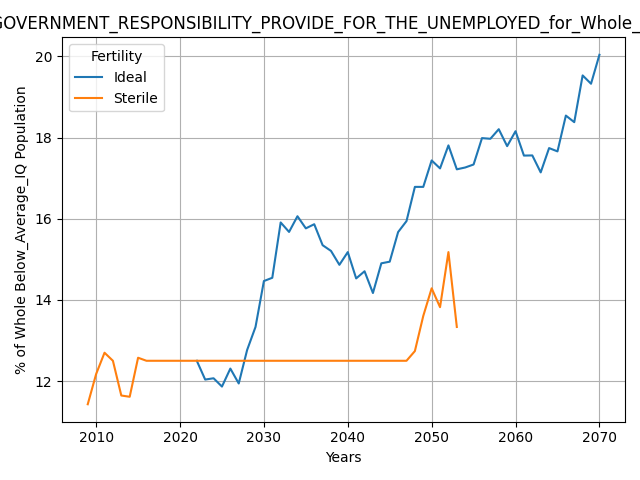 GOVERNMENT_RESPONSIBILITY_PROVIDE_FOR_THE_UNEMPLOYED_for_Whole_
Fertility
Ideal
Sterile
% of Whole Below_Average_IQ Population
20
18
16
14
12
2010 2020 2030 2040 2050 2060 2070
Years